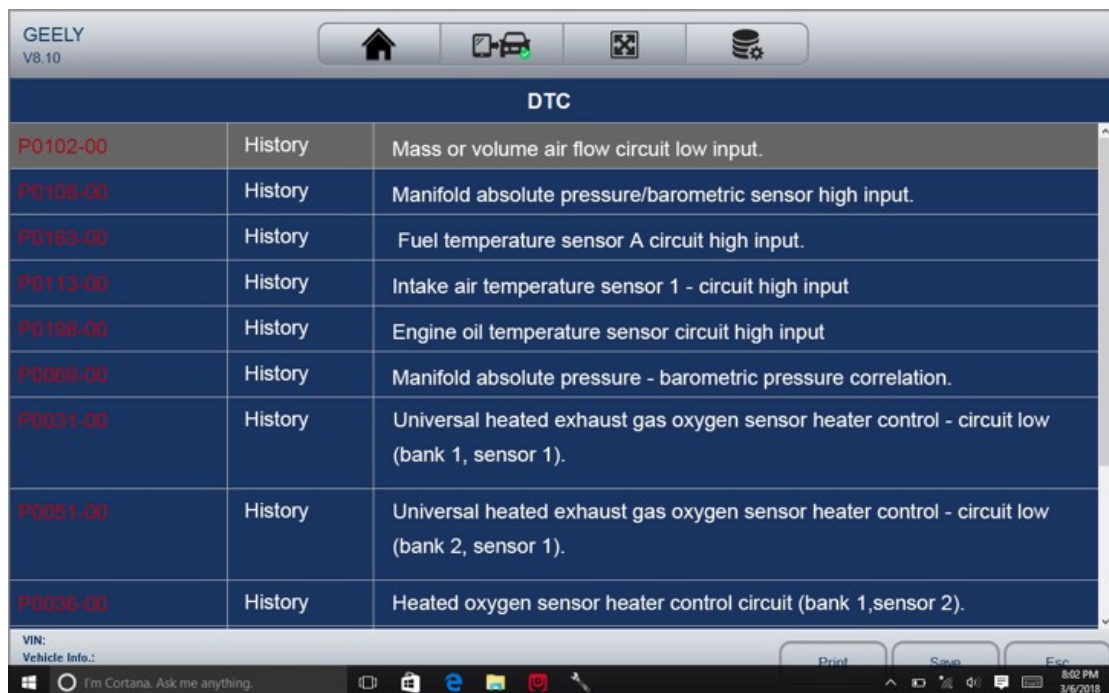 GEELY
V8.10
DTC
P0102-00 History Mass or volume air flow circuit low input.
P0108-00 History Manifold absolute pressure/barometric sensor high input.
P0183-00 History Fuel temperature sensor A circuit high input.
P0113-00 History Intake air temperature sensor 1 - circuit high input
P0198-00 History Engine oil temperature sensor circuit high input
P0069-00 History Manifold absolute pressure - barometric pressure correlation.
P0031-00 History Universal heated exhaust gas oxygen sensor heater control - circuit low
(bank 1, sensor 1).
P0051-00 History Universal heated exhaust gas oxygen sensor heater control - circuit low
(bank 2, sensor 1).
P0036-00 History Heated oxygen sensor heater control circuit (bank 1,sensor 2).
VIN:
Vehicle Info.:
Print Save Esc
I'm Cortana. Ask me anything.
8:02 PM
3/6/2018